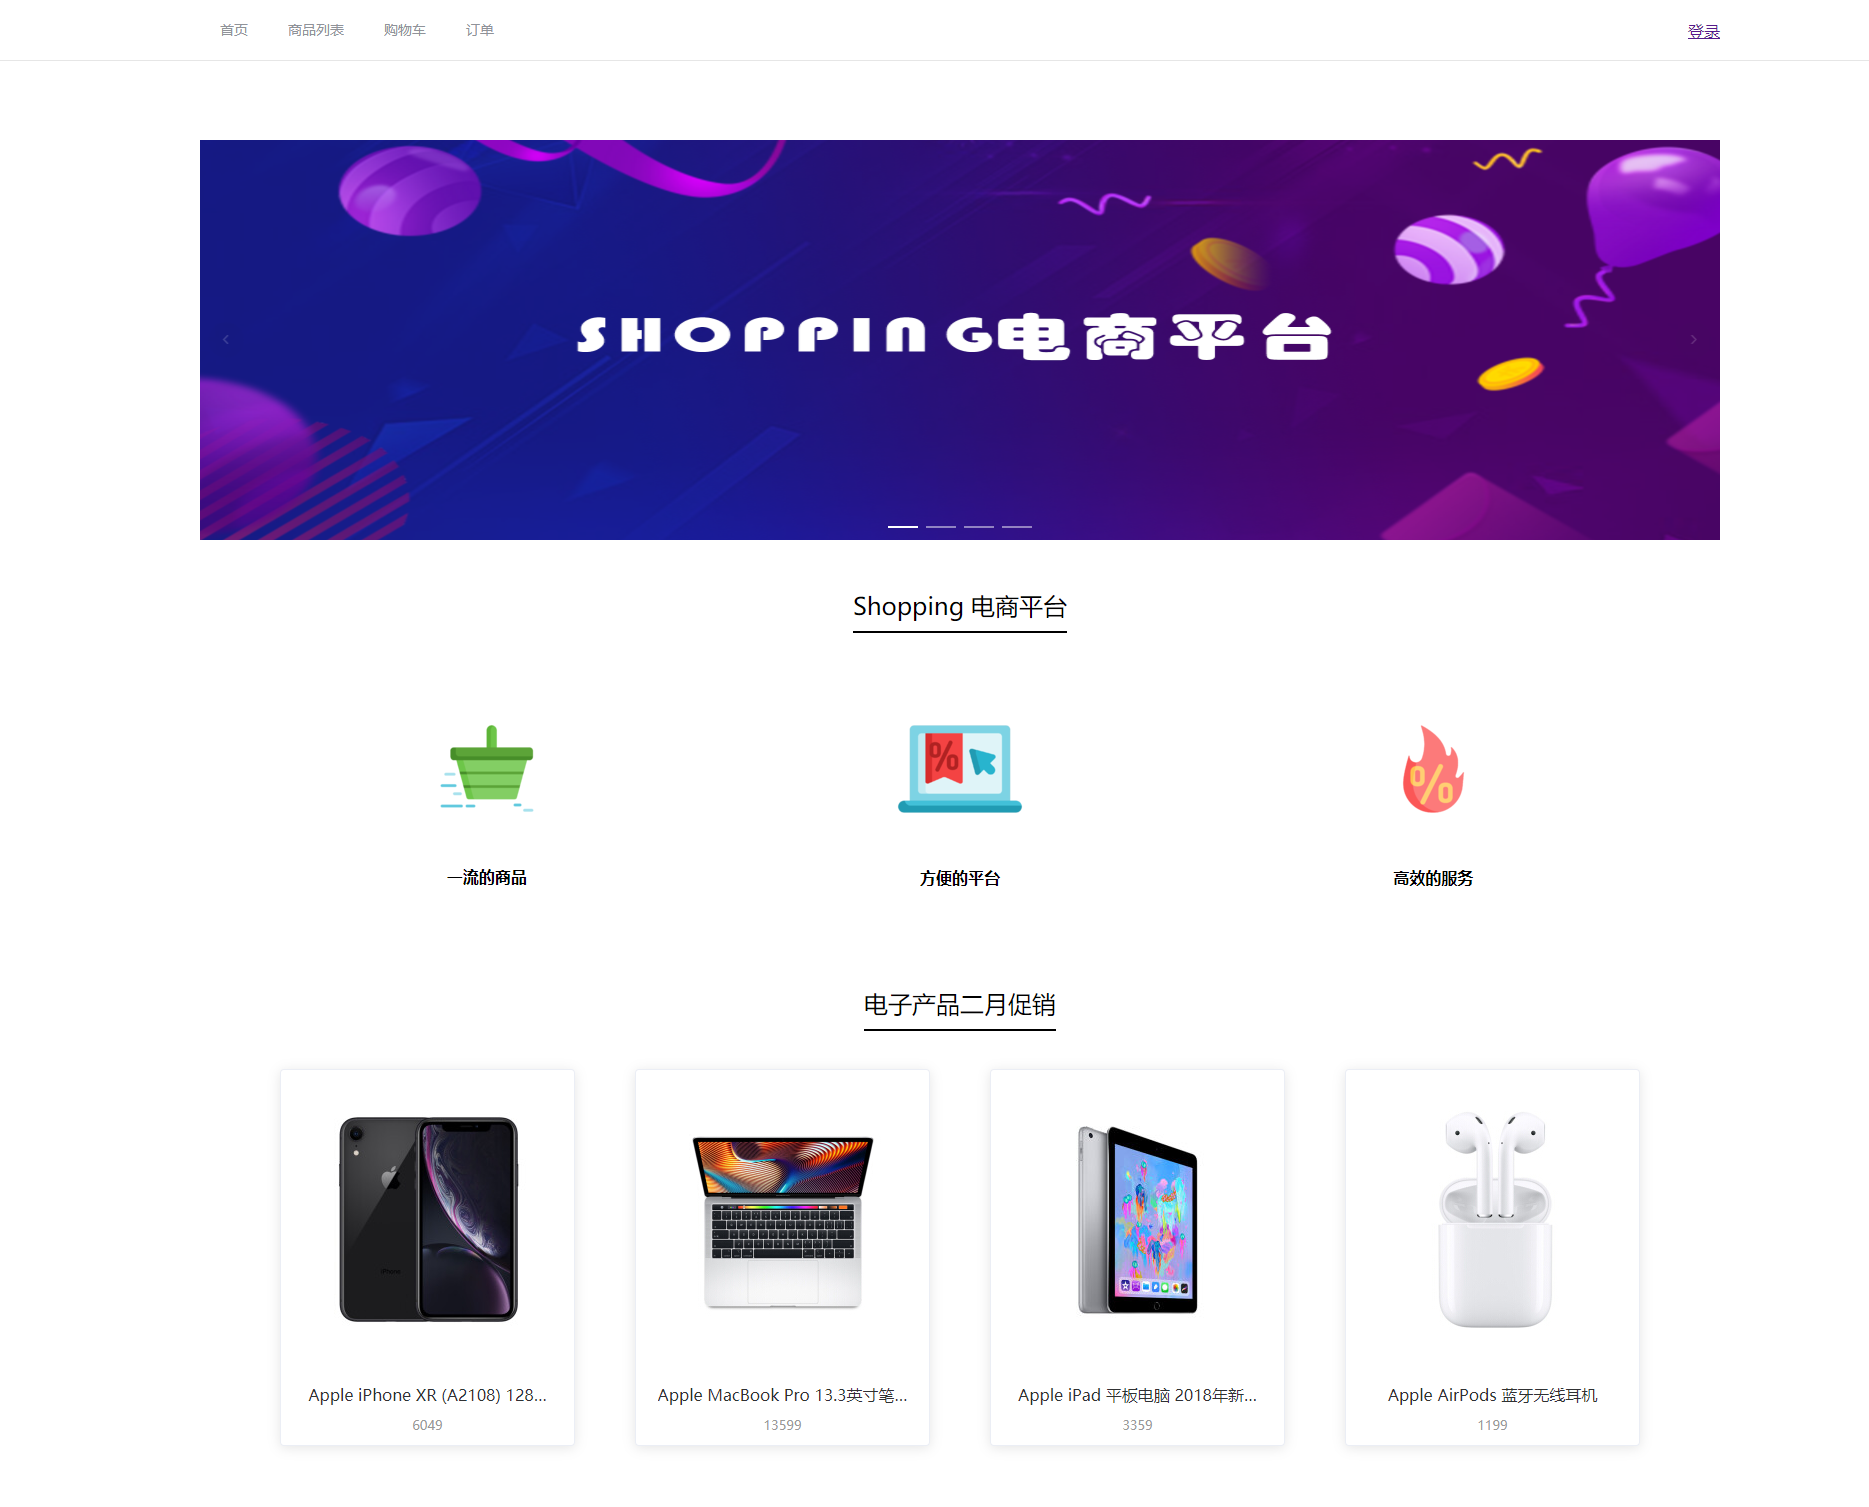 首页 商品列表 购物车 订单 登录
SHOPPING电商平台
Shopping 电商平台
%
%
一流的商品 方便的平台 高效的服务
电子产品二月促销
iPhone
Apple iPhone XR (A2108) 128... Apple MacBook Pro 13.3英寸笔... Apple iPad 平板电脑 2018年新... Apple AirPods 蓝牙无线耳机
6049 13599 3359 1199